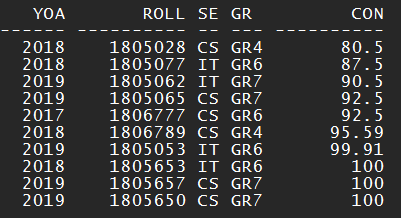 YOA ROLL SE GR CON
------ ---------- -- --- ----------
2018 1805028 CS GR4 80.5
2018 1805077 IT GR6 87.5
2019 1805062 IT GR7 90.5
2019 1805065 CS GR7 92.5
2017 1806777 CS GR6 92.5
2018 1806789 CS GR4 95.59
2019 1805053 IT GR6 99.91
2018 1805653 IT GR6 100
2019 1805657 CS GR7 100
2019 1805650 CS GR7 100